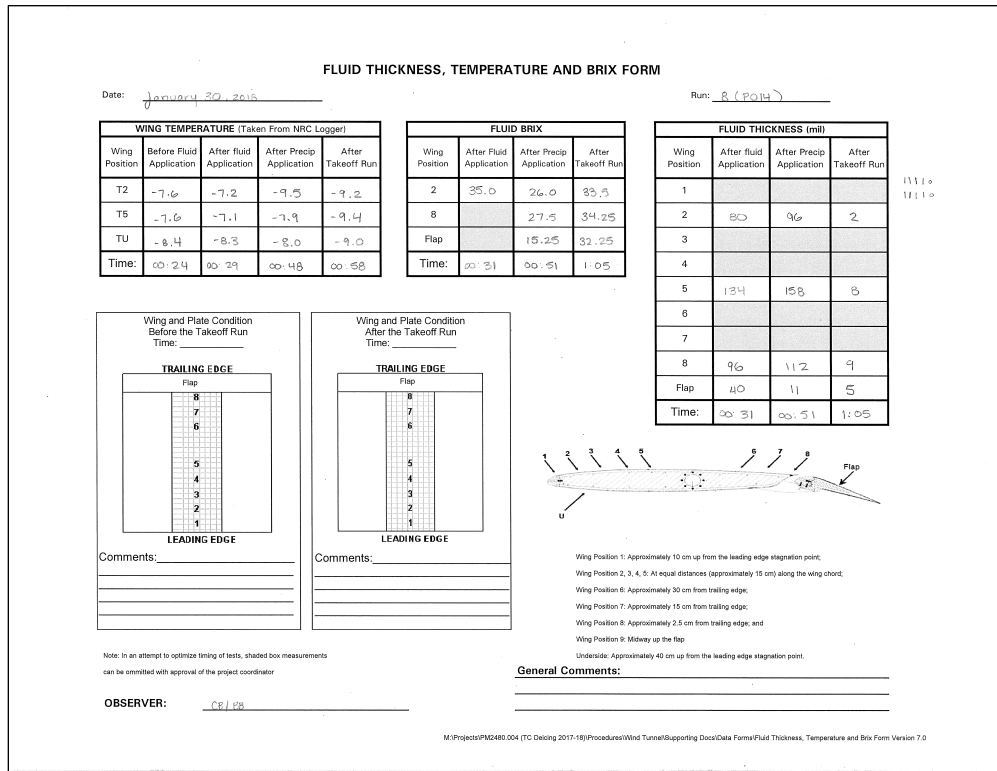 FLUID THICKNESS, TEMPERATURE AND BRIX FORM
Date: January 30, 2018
Run: 8 (P014)
WING TEMPERATURE (Taken From NRC Logger)
Wing Position Before Fluid Application After fluid Application After Precip Application After Takeoff Run
T2 -7.6 -7.2 -9.5 -9.2
T5 -7.6 -7.1 -7.9 -9.4
TU -8.4 -8.3 -8.0 -9.0
Time: 00:24 00:29 00:48 00:58
FLUID BRIX
Wing Position After Fluid Application After Precip Application After Takeoff Run
2 35.0 26.0 33.5
8 27.5 34.25
Flap 15.25 32.25
Time: 00:31 00:51 1:05
FLUID THICKNESS (mil)
Wing Position After fluid Application After Precip Application After Takeoff Run
1
2 80 96 2
3
4
5 134 158 8
6
7
8 96 112 9
Flap 40 11 5
Time: 00:31 00:51 1:05
11110
11110
Wing and Plate Condition
Before the Takeoff Run
Time:
TRAILING EDGE
Flap
8
7
6
5
4
3
2
1
LEADING EDGE
Comments:
Wing and Plate Condition
After the Takeoff Run
Time:
TRAILING EDGE
Flap
8
7
6
5
4
3
2
1
LEADING EDGE
Comments:
1 2 3 4 5 6 7 8 Flap
U
Wing Position 1: Approximately 10 cm up from the leading edge stagnation point;
Wing Position 2, 3, 4, 5: At equal distances (approximately 15 cm) along the wing chord;
Wing Position 6: Approximately 30 cm from trailing edge;
Wing Position 7: Approximately 15 cm from trailing edge;
Wing Position 8: Approximately 2.5 cm from trailing edge; and
Wing Position 9: Midway up the flap
Underside: Approximately 40 cm up from the leading edge stagnation point.
Note: In an attempt to optimize timing of tests, shaded box measurements
can be ommitted with approval of the project coordinator
General Comments:
OBSERVER: CB/BB
M:\Projects\PM2480.004 (TC Deicing 2017-18)\Procedures\Wind Tunnel\Supporting Docs\Data Forms\Fluid Thickness, Temperature and Brix Form Version 7.0